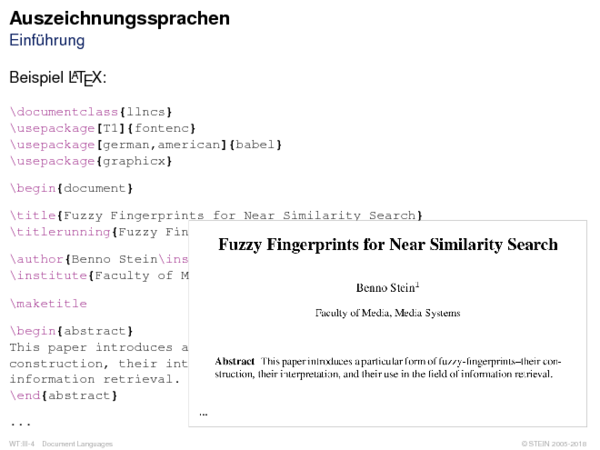 Auszeichnungssprachen
Einführung
Beispiel LATEX:
\documentclass{llncs}
\usepackage[T1]{fontenc}
\usepackage[german,american]{babel}
\usepackage{graphicx}
\begin{document}
\title{Fuzzy Fingerprints for Near Similarity Search}
\titlerunning{Fuzzy Fin
\author{Benno Stein\ins
\institute{Faculty of M
\maketitle
\begin{abstract}
This paper introduces a
construction, their int
information retrieval.
\end{abstract}
...
Fuzzy Fingerprints for Near Similarity Search
Benno Stein1
Faculty of Media, Media Systems
Abstract This paper introduces a particular form of fuzzy-fingerprints–their con-
struction, their interpretation, and their use in the field of information retrieval.
...
WT:III-4 Document Languages
© STEIN 2005-2018